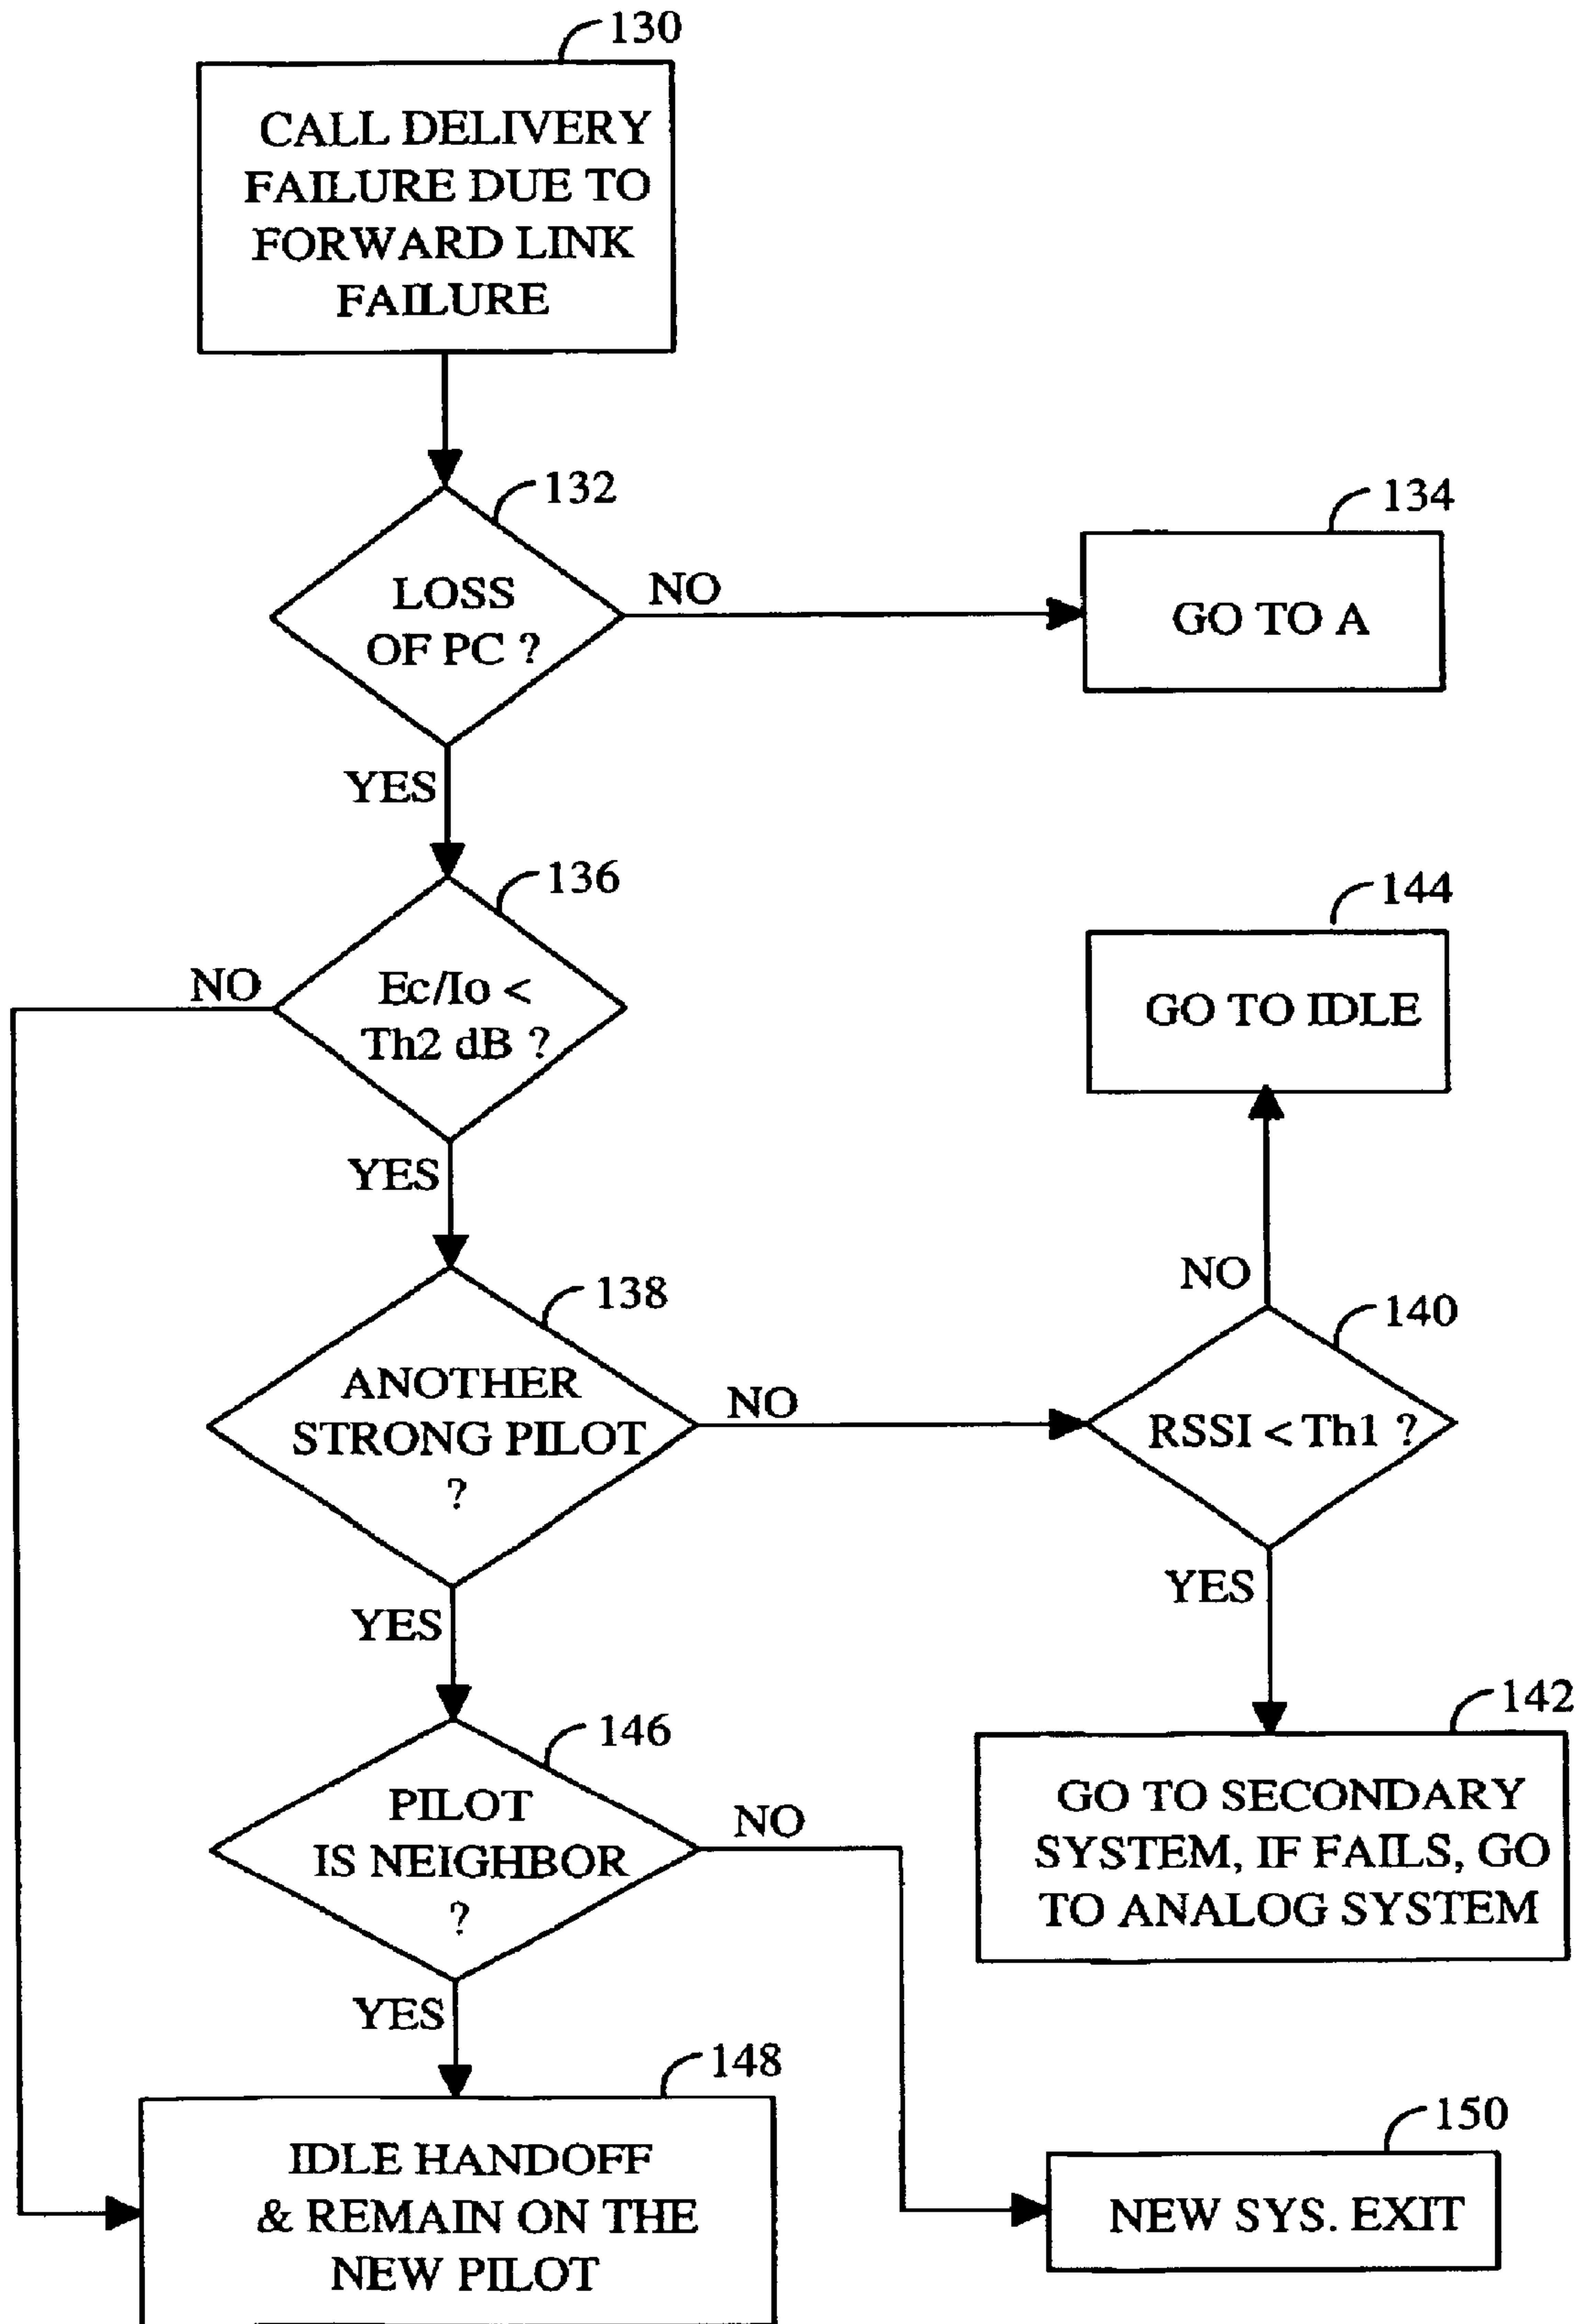 130
CALL DELIVERY
FAILURE DUE TO
FORWARD LINK
FAILURE
132
LOSS
OF PC ?
NO
134
GO TO A
YES
136
Ec/Io <
Th2 dB ?
NO
144
GO TO IDLE
YES
138
ANOTHER
STRONG PILOT
?
NO
NO
140
RSSI < Th1 ?
YES
YES
142
GO TO SECONDARY
SYSTEM, IF FAILS, GO
TO ANALOG SYSTEM
146
PILOT
IS NEIGHBOR
?
NO
YES
148
IDLE HANDOFF
& REMAIN ON THE
NEW PILOT
150
NEW SYS. EXIT